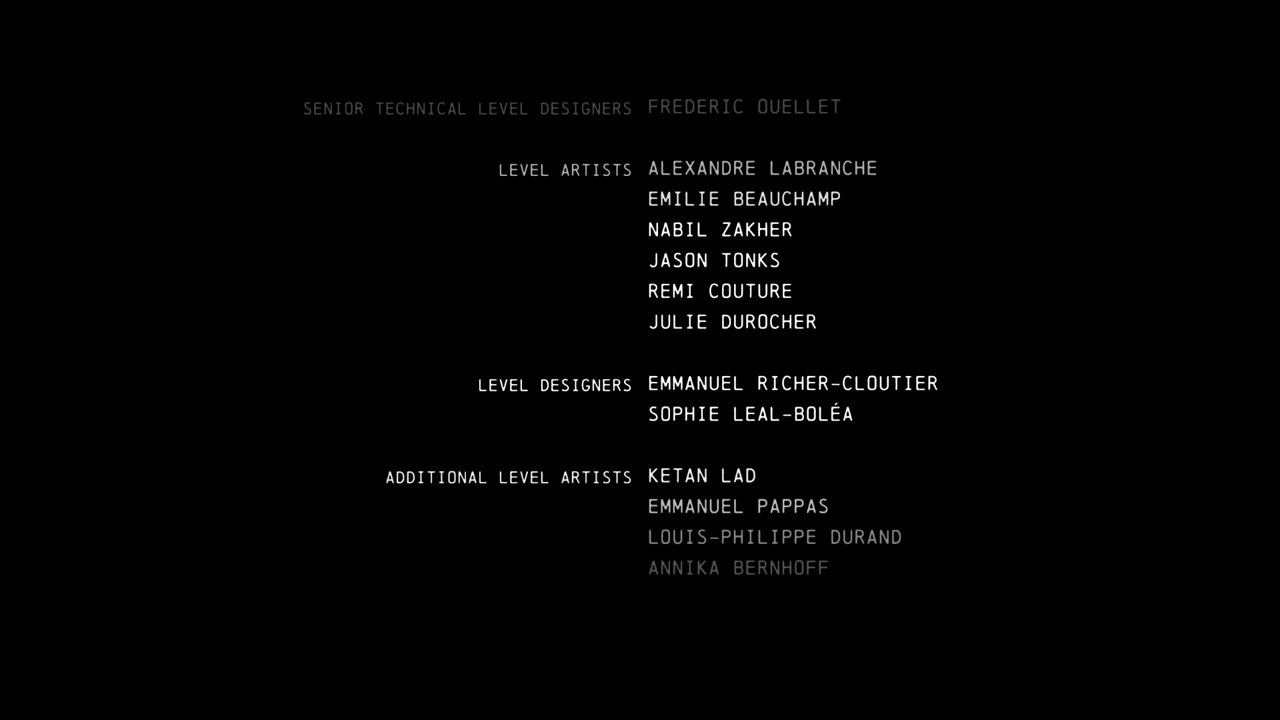 SENIOR TECHNICAL LEVEL DESIGNERS FREDERIC OUELLET
LEVEL ARTISTS ALEXANDRE LABRANCHE
EMILIE BEAUCHAMP
NABIL ZAKHER
JASON TONKS
REMI COUTURE
JULIE DUROCHER
LEVEL DESIGNERS EMMANUEL RICHER-CLOUTIER
SOPHIE LEAL-BOLÉA
ADDITIONAL LEVEL ARTISTS KETAN LAD
EMMANUEL PAPPAS
LOUIS-PHILIPPE DURAND
ANNIKA BERNHOFF